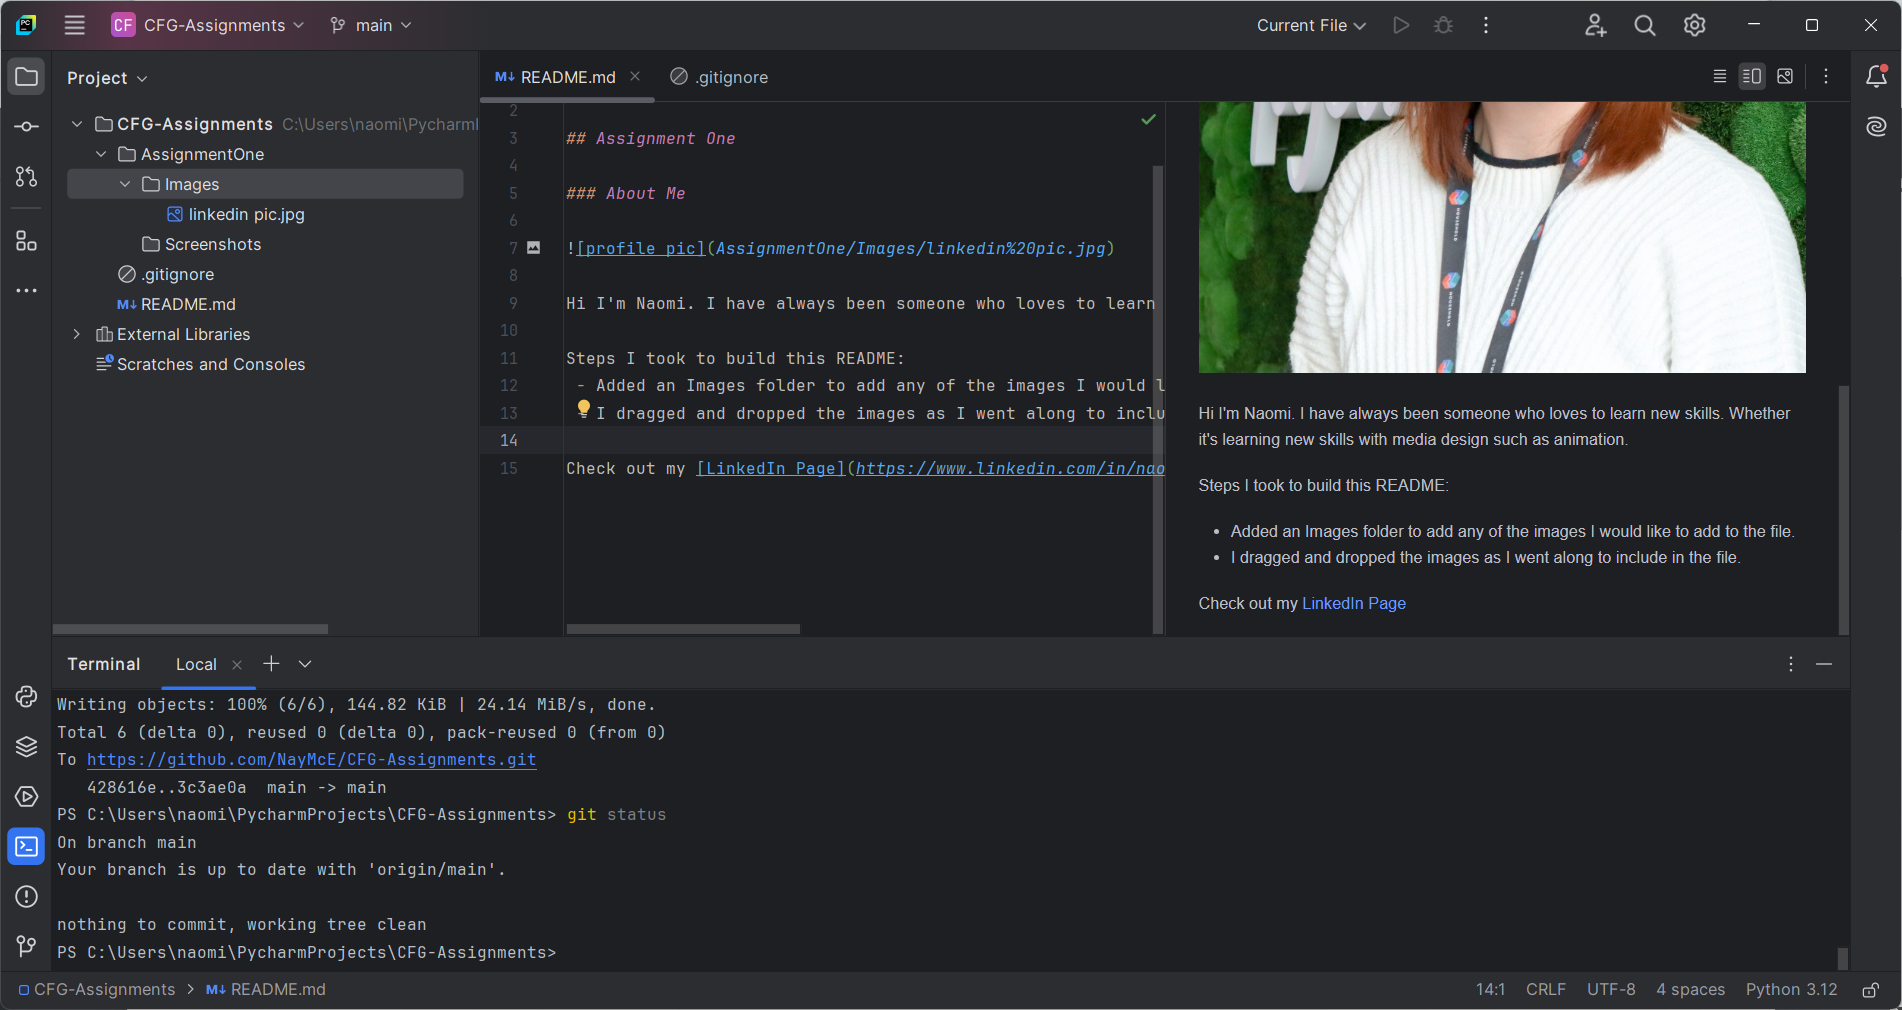 CF CFG-Assignments main Current File
Project
README.md .gitignore
CFG-Assignments C:\Users\naomi\Pycharm
AssignmentOne
Images
linkedin pic.jpg
Screenshots
.gitignore
M↓ README.md
External Libraries
Scratches and Consoles
2
3 ## Assignment One
4
5 ### About Me
6
7 ![profile pic](AssignmentOne/Images/linkedin%20pic.jpg)
8
9 Hi I'm Naomi. I have always been someone who loves to learn
10
11 Steps I took to build this README:
12 - Added an Images folder to add any of the images I would l
13 I dragged and dropped the images as I went along to inclu
14
15 Check out my [LinkedIn Page](https://www.linkedin.com/in/nao
Hi I'm Naomi. I have always been someone who loves to learn new skills. Whether
it's learning new skills with media design such as animation.
Steps I took to build this README:
• Added an Images folder to add any of the images I would like to add to the file.
• I dragged and dropped the images as I went along to include in the file.
Check out my LinkedIn Page
Terminal Local
Writing objects: 100% (6/6), 144.82 KiB | 24.14 MiB/s, done.
Total 6 (delta 0), reused 0 (delta 0), pack-reused 0 (from 0)
To https://github.com/NayMcE/CFG-Assignments.git
428616e..3c3ae0a main -> main
PS C:\Users\naomi\PycharmProjects\CFG-Assignments> git status
On branch main
Your branch is up to date with 'origin/main'.
nothing to commit, working tree clean
PS C:\Users\naomi\PycharmProjects\CFG-Assignments>
CFG-Assignments > M↓ README.md 14:1 CRLF UTF-8 4 spaces Python 3.12